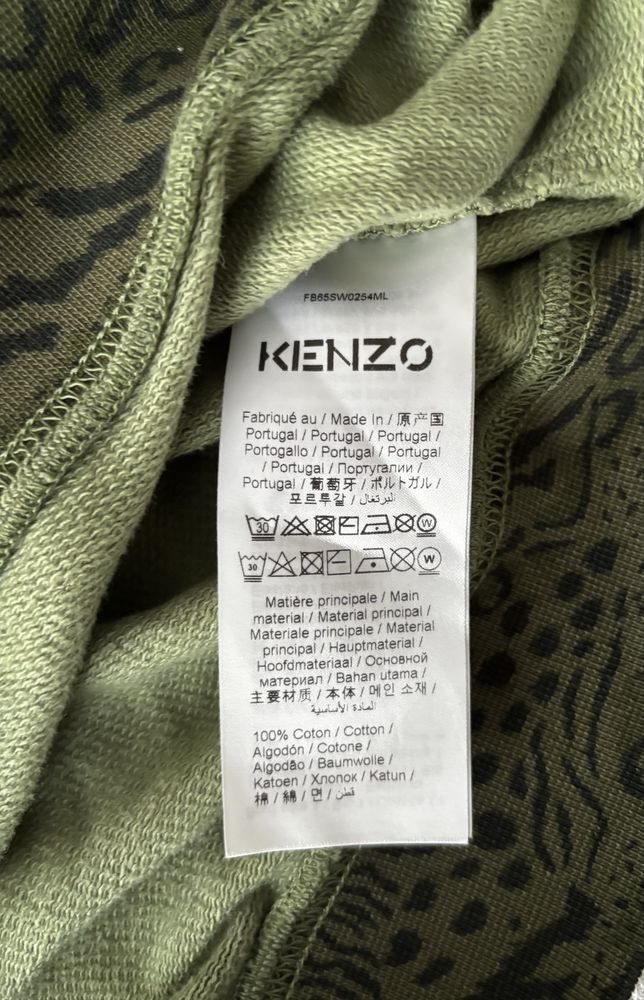 FB65SW0254ML
KENZO
Fabriqué au / Made In / 原产国
Portugal / Portugal / Portugal /
Portogallo / Portugal / Portugal
/ Portugal / Португалии /
Portugal / 葡萄牙 / ポルトガル /
포르투갈 / البرتغال
30 W
30 W
Matière principale / Main
material / Material principal /
Materiale principale / Material
principal / Hauptmaterial /
Hoofdmateriaal / Основной
материал / Bahan utama /
主要材质 / 本体 / 메인 소재 /
المادة الأساسية
100% Coton / Cotton /
Algodón / Cotone /
Algodão / Baumwolle /
Katoen / Хлопок / Katun /
棉 / 綿 / 면 / قطن